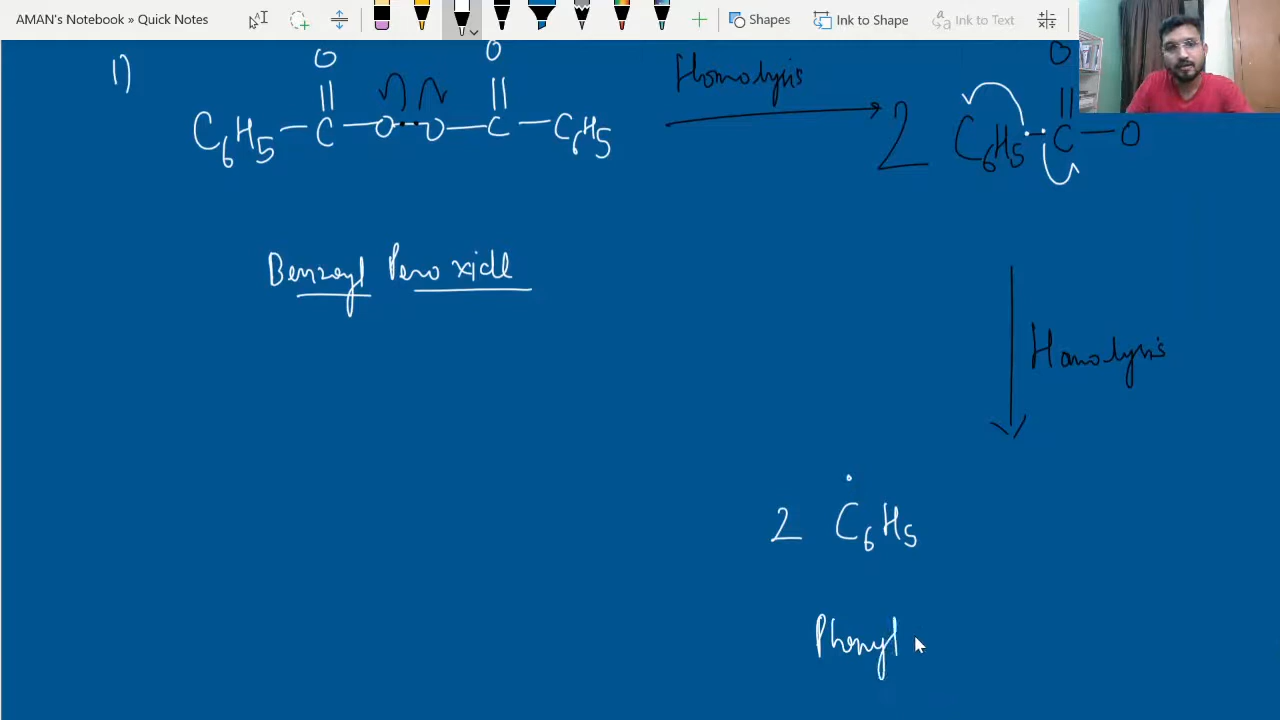 AMAN's Notebook » Quick Notes
Shapes
Ink to Shape
Ink to Text
1)
O O Homolysis O
C6H5 — C — O — O — C — C6H5 2 C6H5 — C — O
Benzoyl Peroxide
Homolysis
2 C6H5
Phenyl